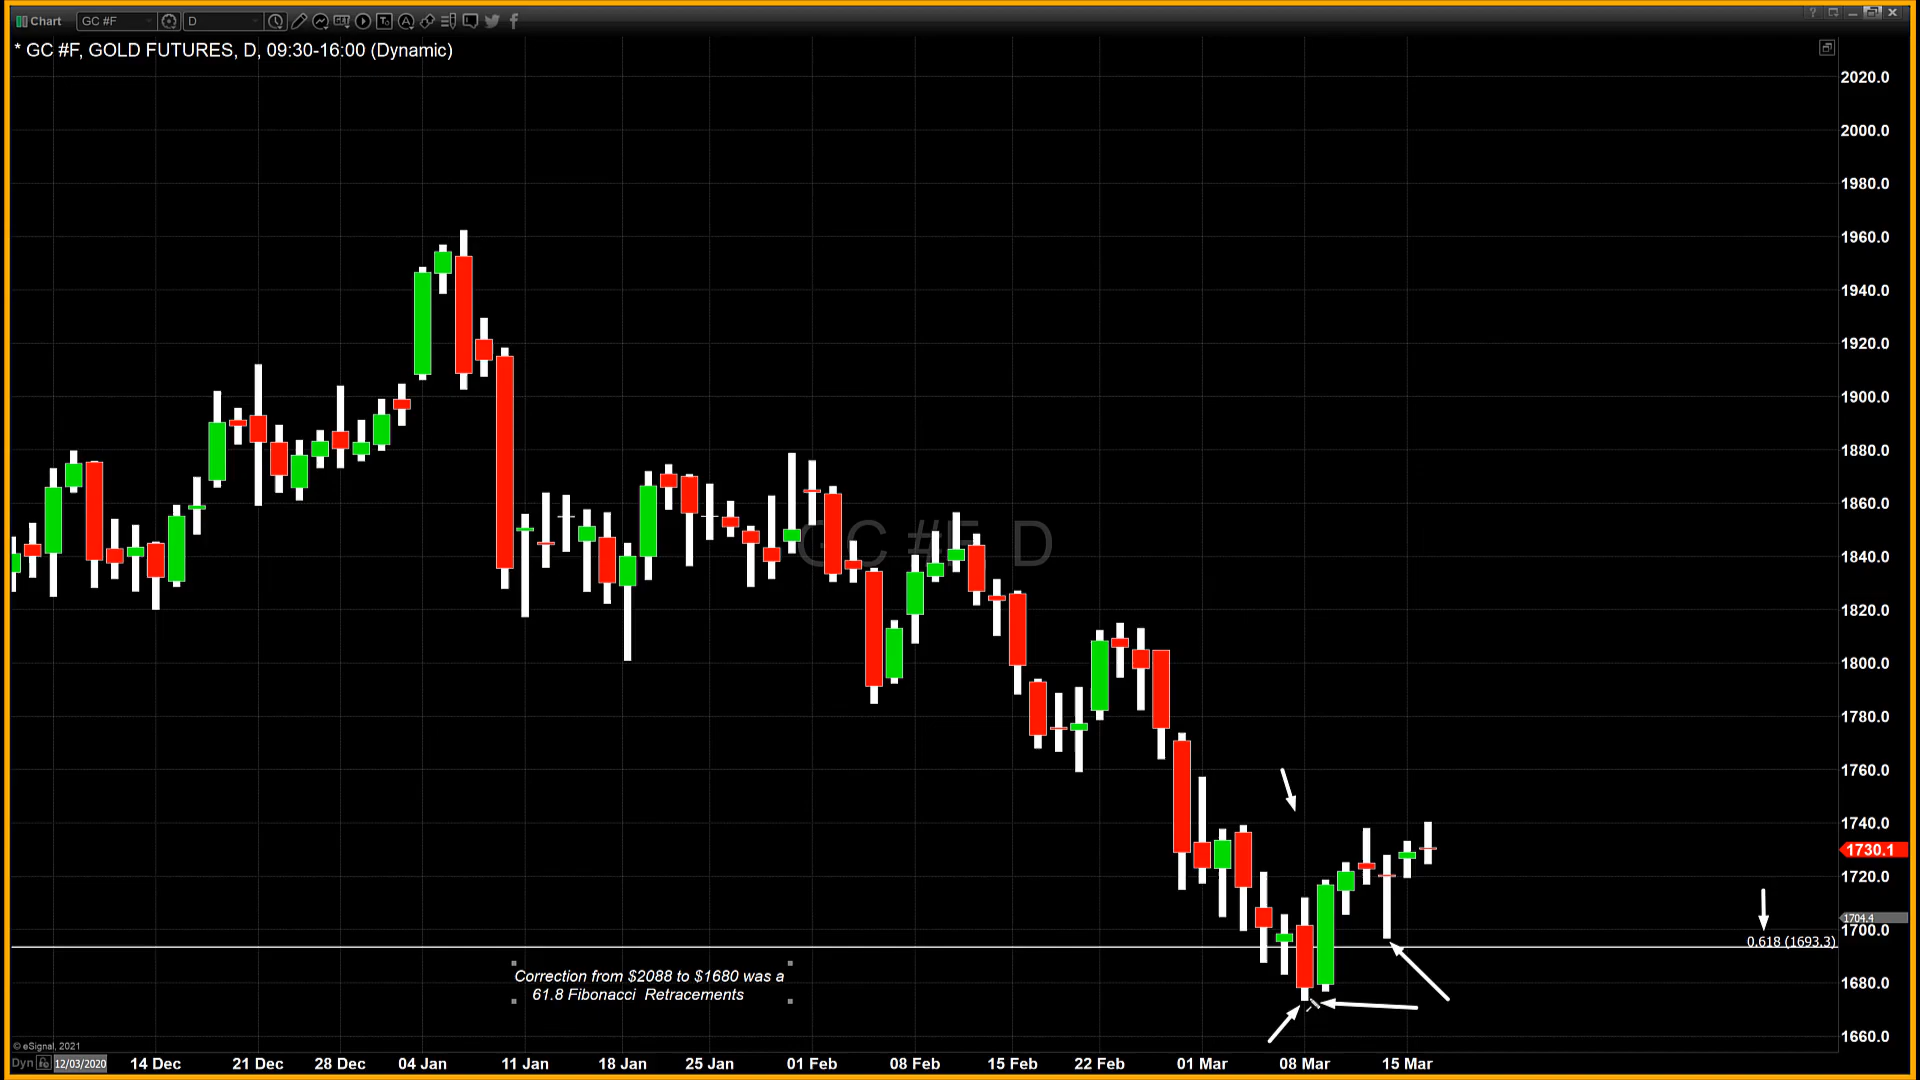 Chart
GC #F
D
* GC #F, GOLD FUTURES, D, 09:30-16:00 (Dynamic)
2020.0
2000.0
1980.0
1960.0
1940.0
1920.0
1900.0
1880.0
1860.0
GC #F D
1840.0
1820.0
1800.0
1780.0
1760.0
1740.0
1730.1
1720.0
1704.4
1700.0
0.618 (1693.3)
Correction from $2088 to $1680 was a
61.8 Fibonacci Retracements
1680.0
1660.0
© eSignal, 2021
Dyn
12/03/2020
14 Dec
21 Dec
28 Dec
04 Jan
11 Jan
18 Jan
25 Jan
01 Feb
08 Feb
15 Feb
22 Feb
01 Mar
08 Mar
15 Mar